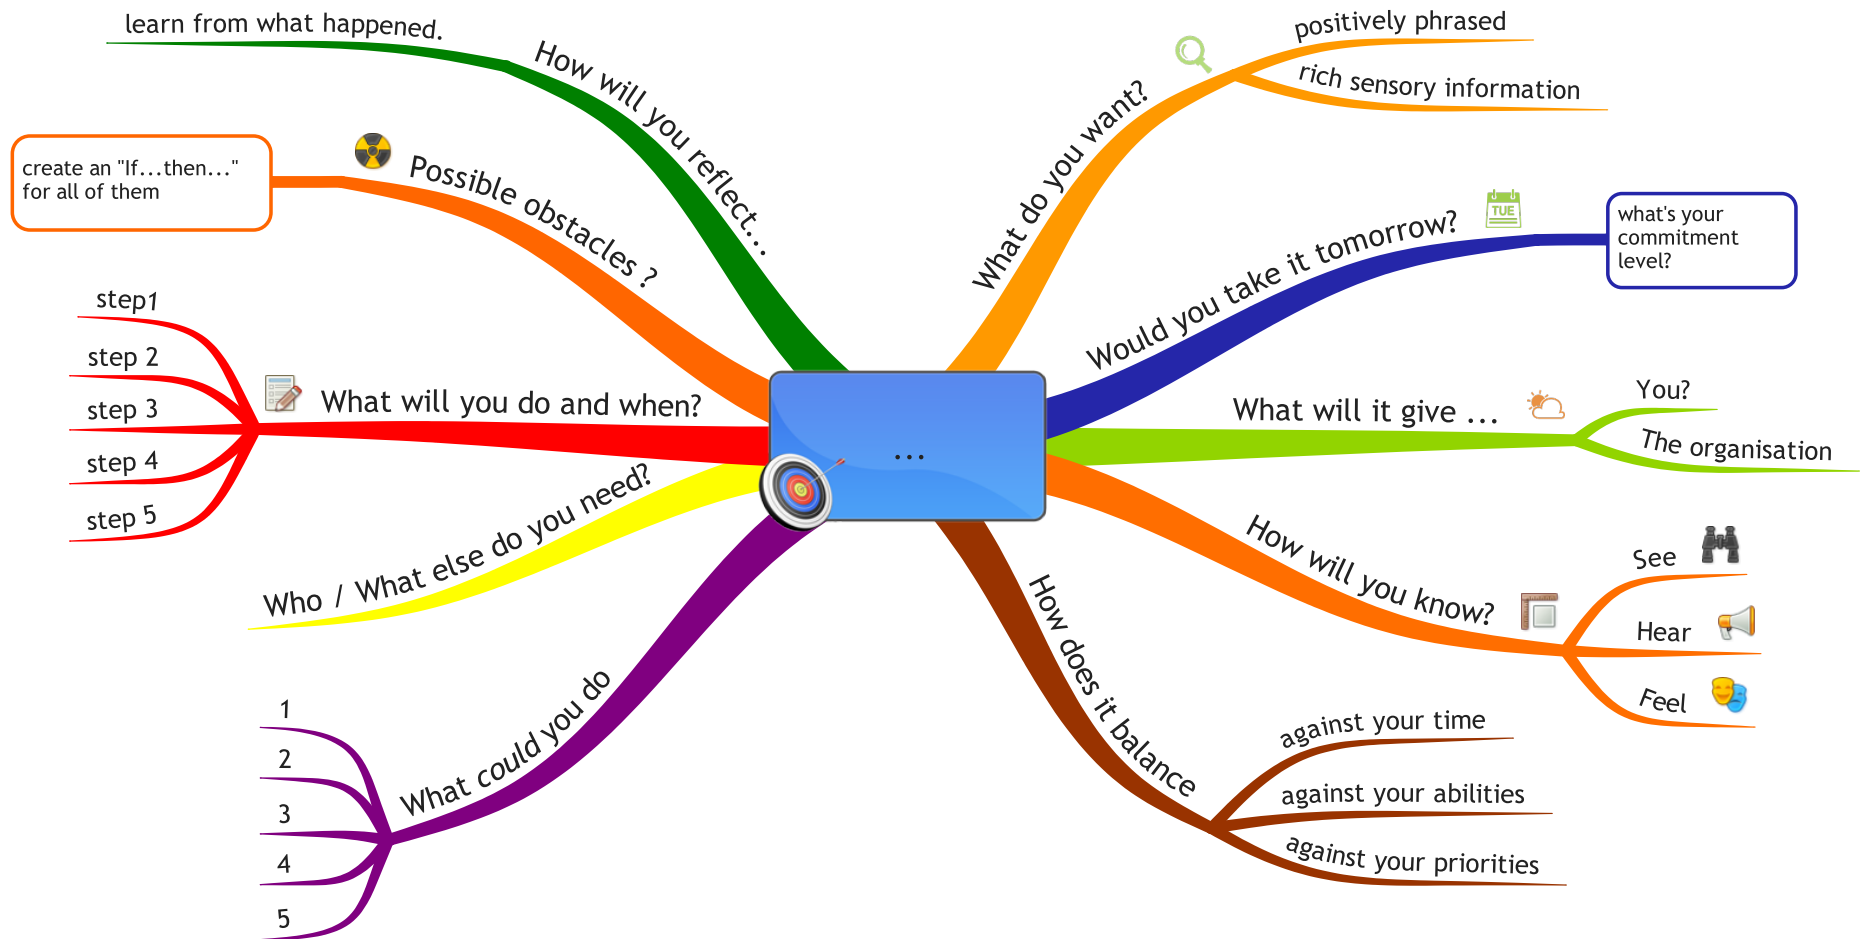 ...
What do you want?
positively phrased
rich sensory information
Would you take it tomorrow?
TUE
what's your
commitment
level?
What will it give ...
You?
The organisation
How will you know?
See
Hear
Feel
How does it balance
against your time
against your abilities
against your priorities
What could you do
1
2
3
4
5
Who / What else do you need?
What will you do and when?
step1
step 2
step 3
step 4
step 5
Possible obstacles ?
create an "If...then..."
for all of them
How will you reflect...
learn from what happened.